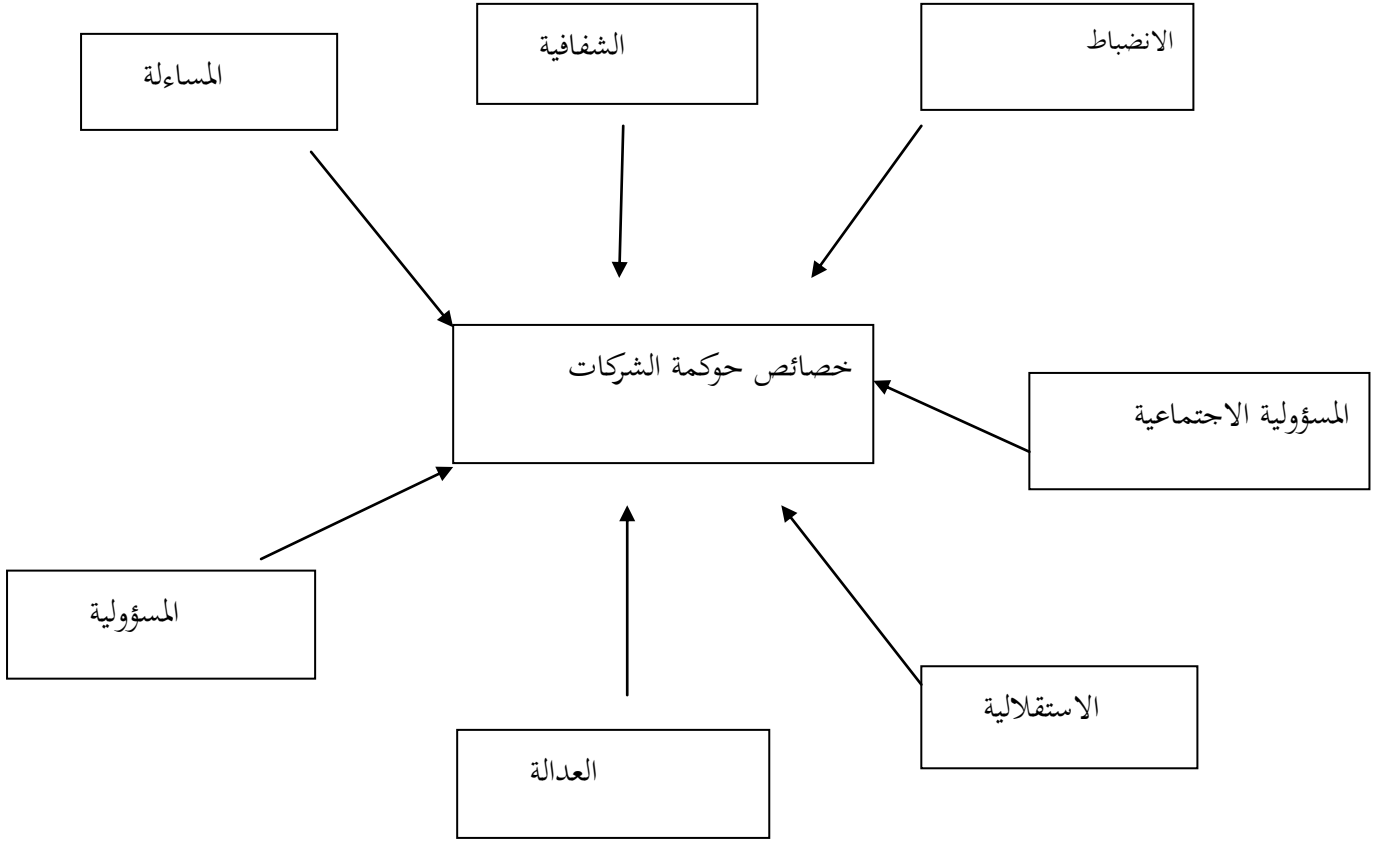 الانضباط
الشفافية
المساءلة
خصائص حوكمة الشركات
المسؤولية الاجتماعية
المسؤولية
الاستقلالية
العدالة